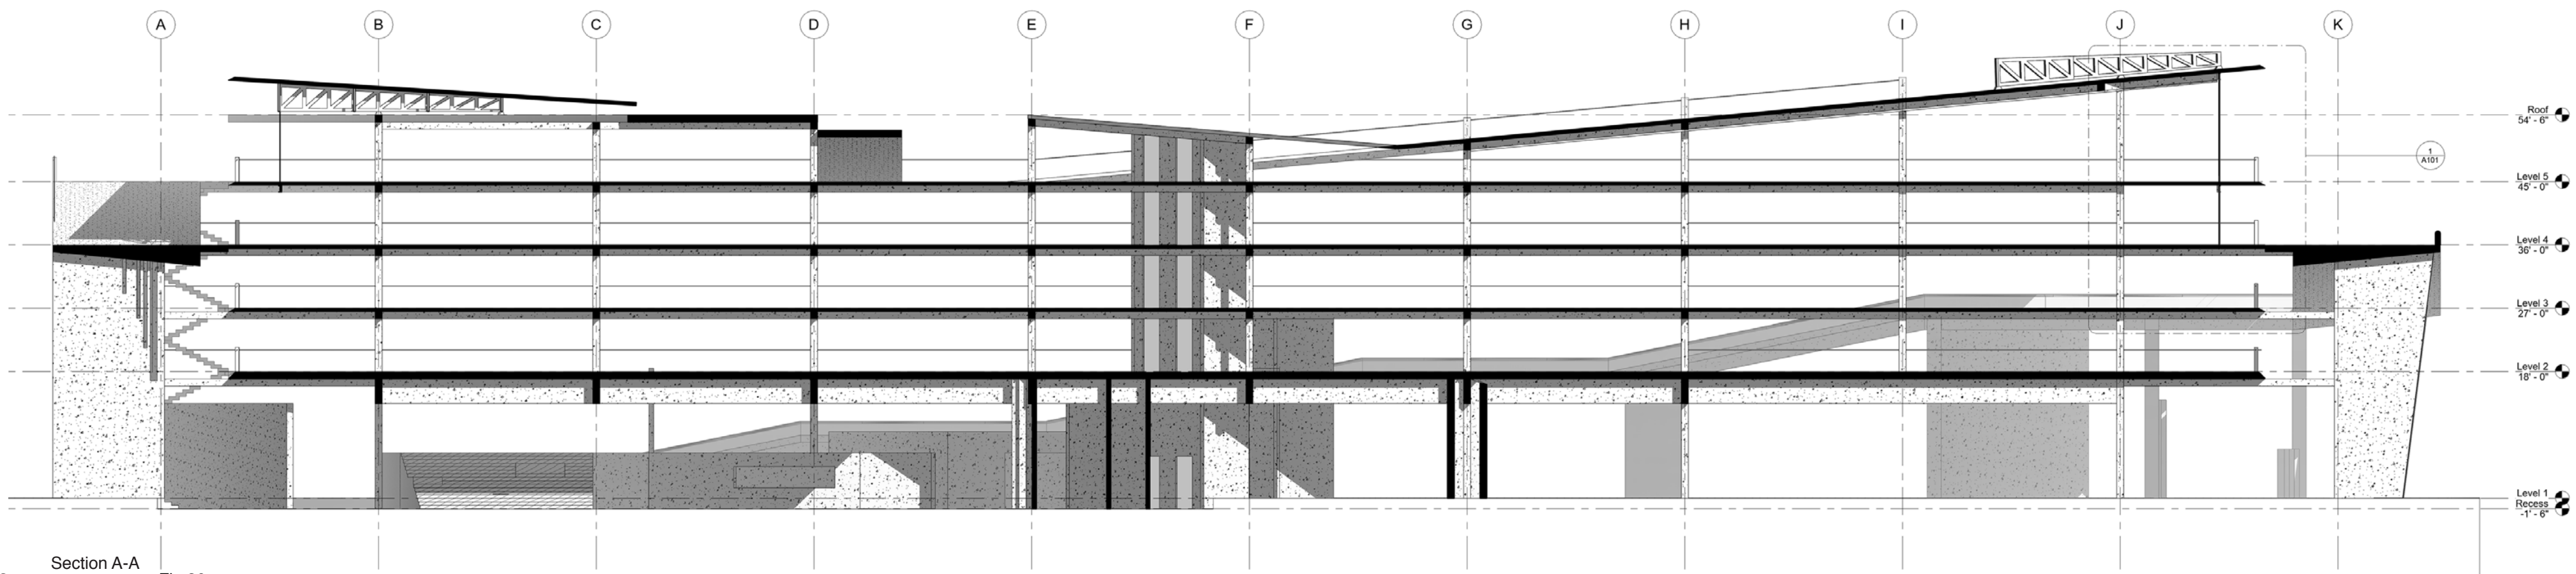 A B C D E F G H I J K
Roof
54' - 6"
1
A101
Level 5
45' - 0"
Level 4
36' - 0"
Level 3
27' - 0"
Level 2
18' - 0"
Level 1
Recess
-1' - 6"
Section A-A